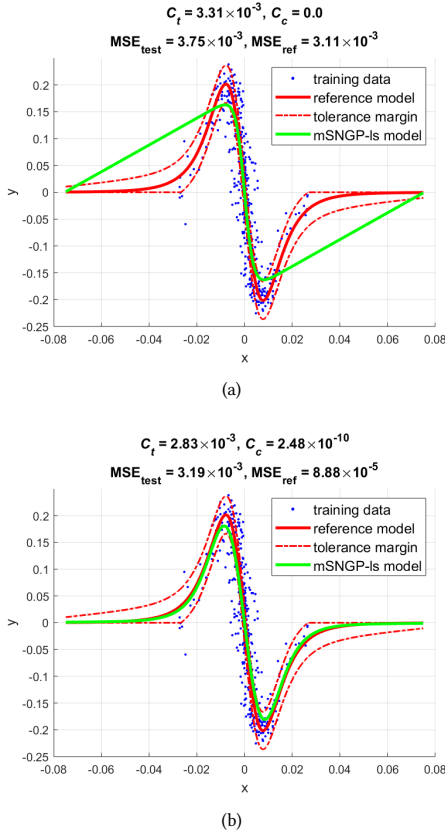 (a)
C_t = 3.31×10^-3, C_c = 0.0
MSE_test = 3.75×10^-3, MSE_ref = 3.11×10^-3
training data
reference model
tolerance margin
mSNGP-ls model
0.2
0.15
0.1
0.05
0
-0.05
-0.1
-0.15
-0.2
-0.25
y
-0.08 -0.06 -0.04 -0.02 0 0.02 0.04 0.06 0.08
x
(a)
C_t = 2.83×10^-3, C_c = 2.48×10^-10
MSE_test = 3.19×10^-3, MSE_ref = 8.88×10^-5
training data
reference model
tolerance margin
mSNGP-ls model
0.2
0.15
0.1
0.05
0
-0.05
-0.1
-0.15
-0.2
-0.25
y
-0.08 -0.06 -0.04 -0.02 0 0.02 0.04 0.06 0.08
x
(b)